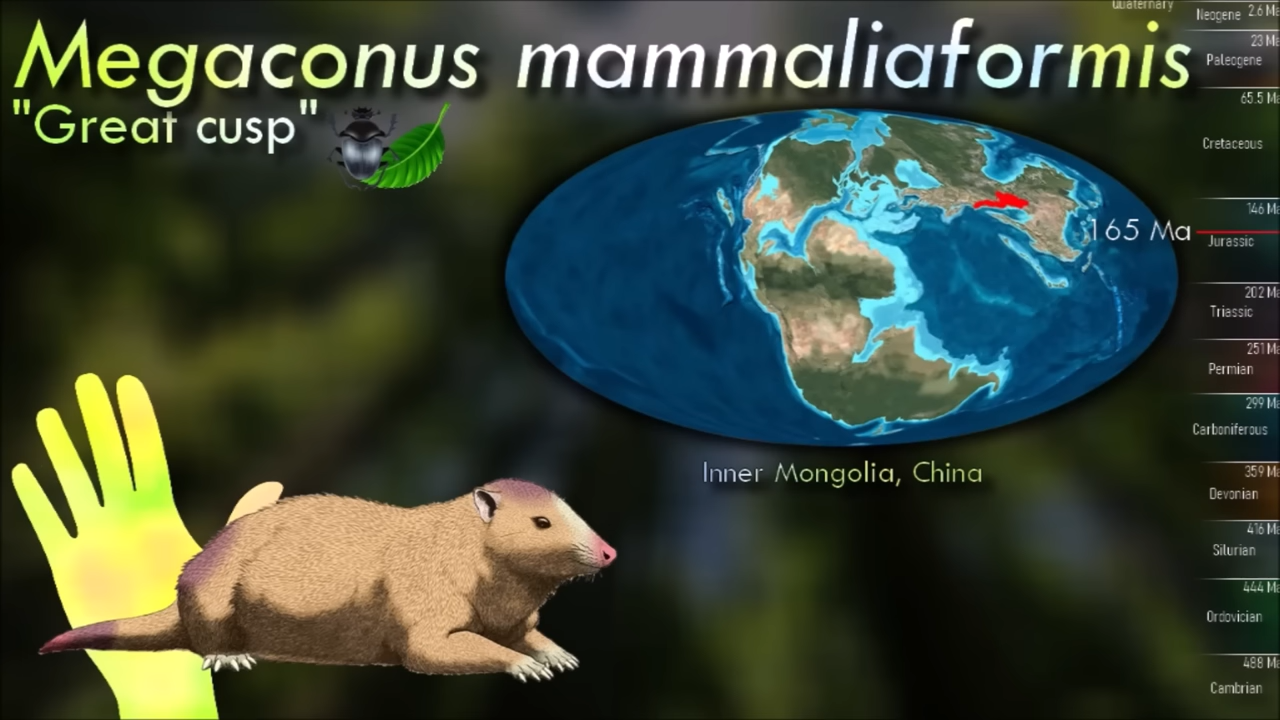 Megaconus mammaliaformis
"Great cusp"
165 Ma
Inner Mongolia, China
Quaternary
2.6 Ma
Neogene
23 Ma
Paleogene
65.5 Ma
Cretaceous
146 Ma
Jurassic
202 Ma
Triassic
251 Ma
Permian
299 Ma
Carboniferous
359 Ma
Devonian
416 Ma
Silurian
444 Ma
Ordovician
488 Ma
Cambrian